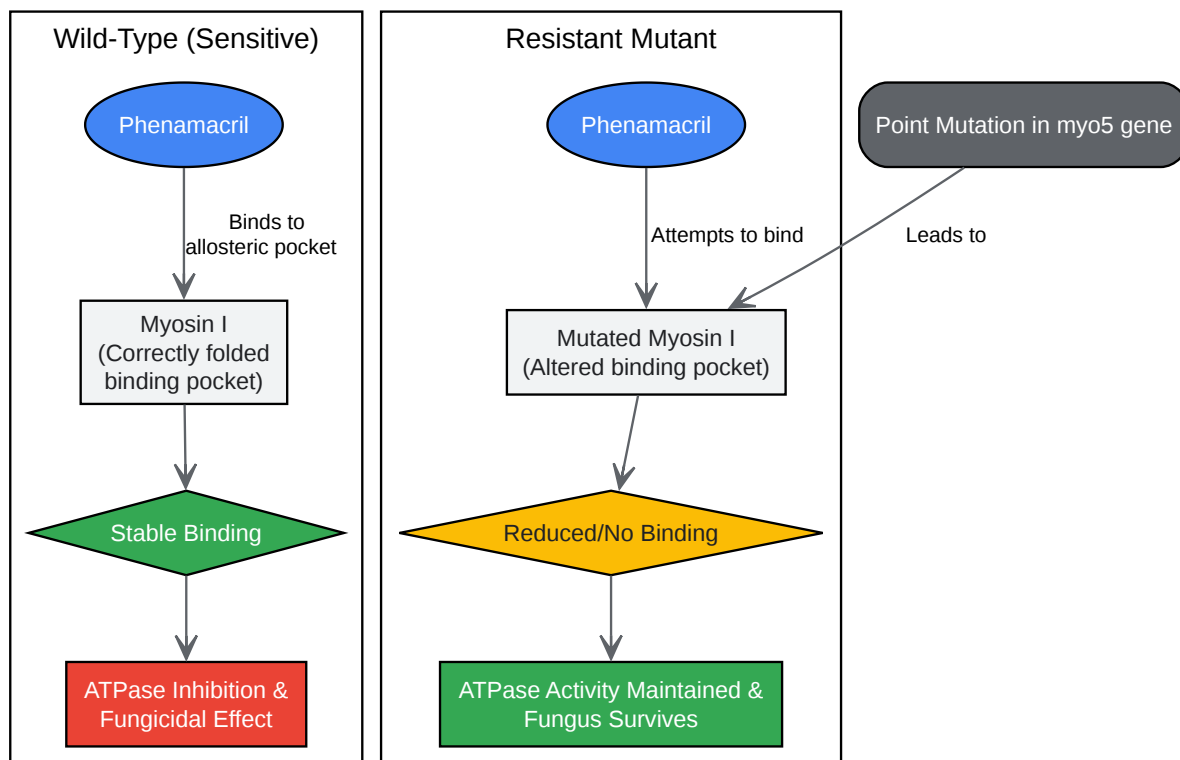 Wild-Type (Sensitive)
Phenamacril
Binds to
allosteric pocket
Myosin I
(Correctly folded
binding pocket)
Stable Binding
ATPase Inhibition &
Fungicidal Effect
Resistant Mutant
Phenamacril
Point Mutation in myo5 gene
Attempts to bind
Leads to
Mutated Myosin I
(Altered binding pocket)
Reduced/No Binding
ATPase Activity Maintained &
Fungus Survives